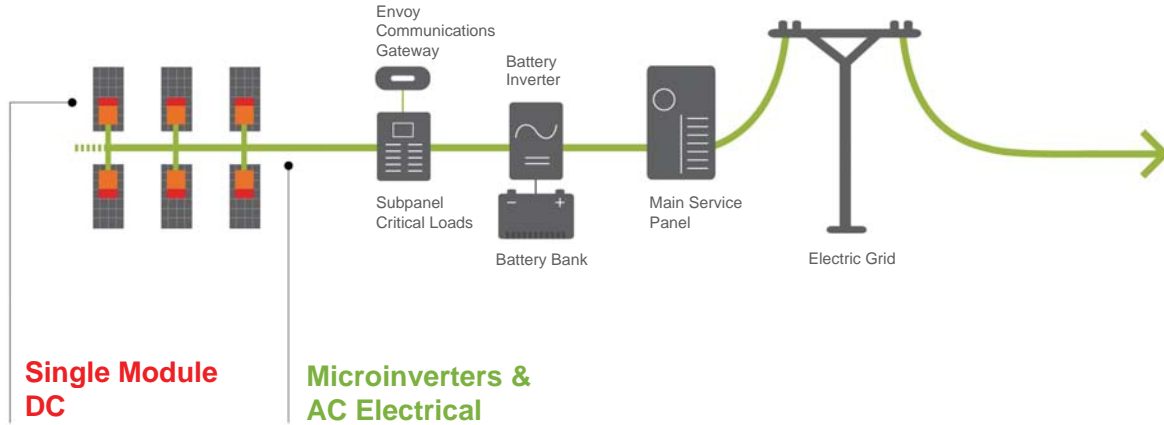 Envoy
Communications
Gateway
Battery
Inverter
Subpanel
Critical Loads
Battery Bank
Main Service
Panel
Electric Grid
Single Module
DC
Microinverters &
AC Electrical